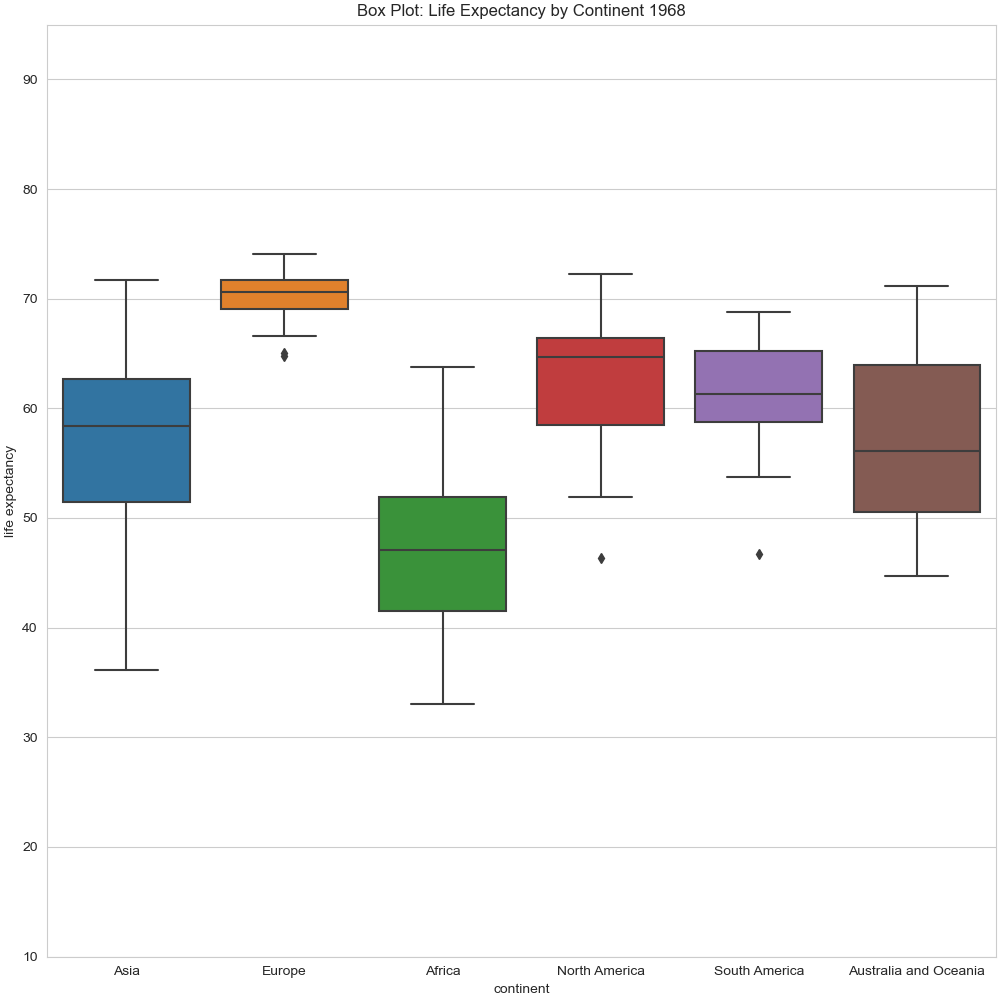 Box Plot: Life Expectancy by Continent 1968
life expectancy
90
80
70
60
50
40
30
20
10
Asia Europe Africa North America South America Australia and Oceania
continent